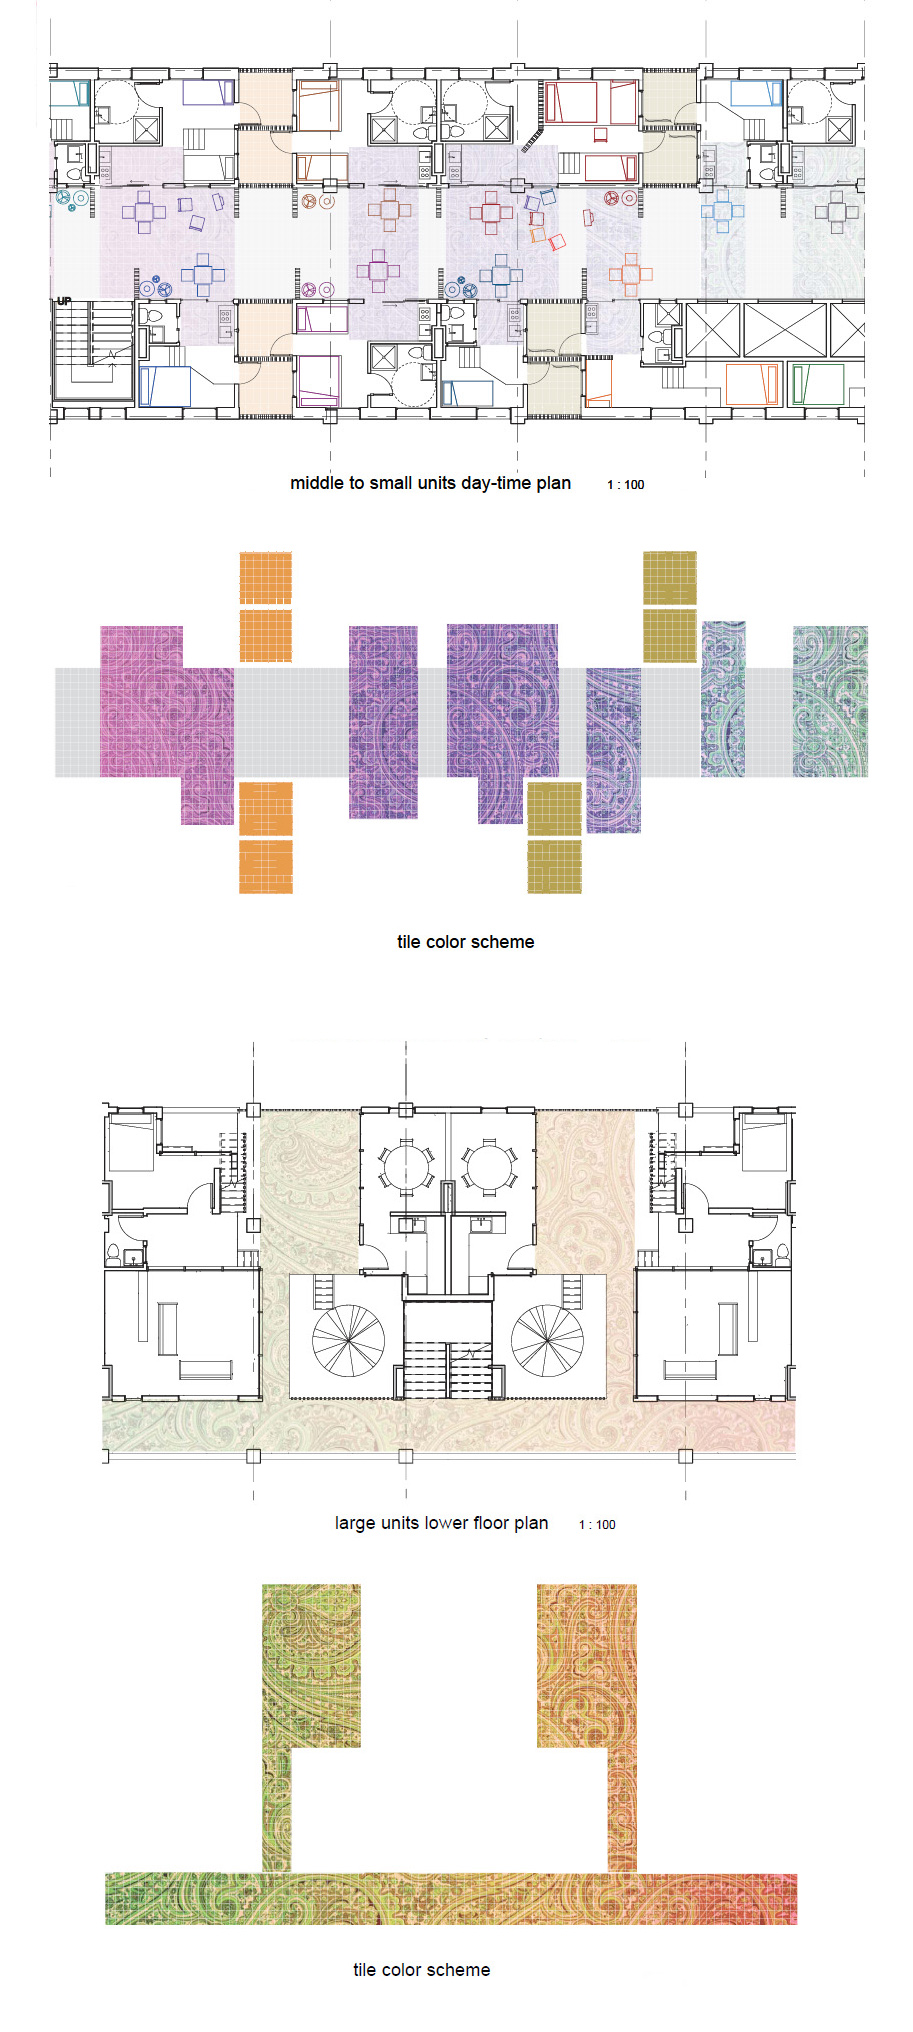 UP
middle to small units day-time plan 1 : 100
tile color scheme
large units lower floor plan 1 : 100
tile color scheme